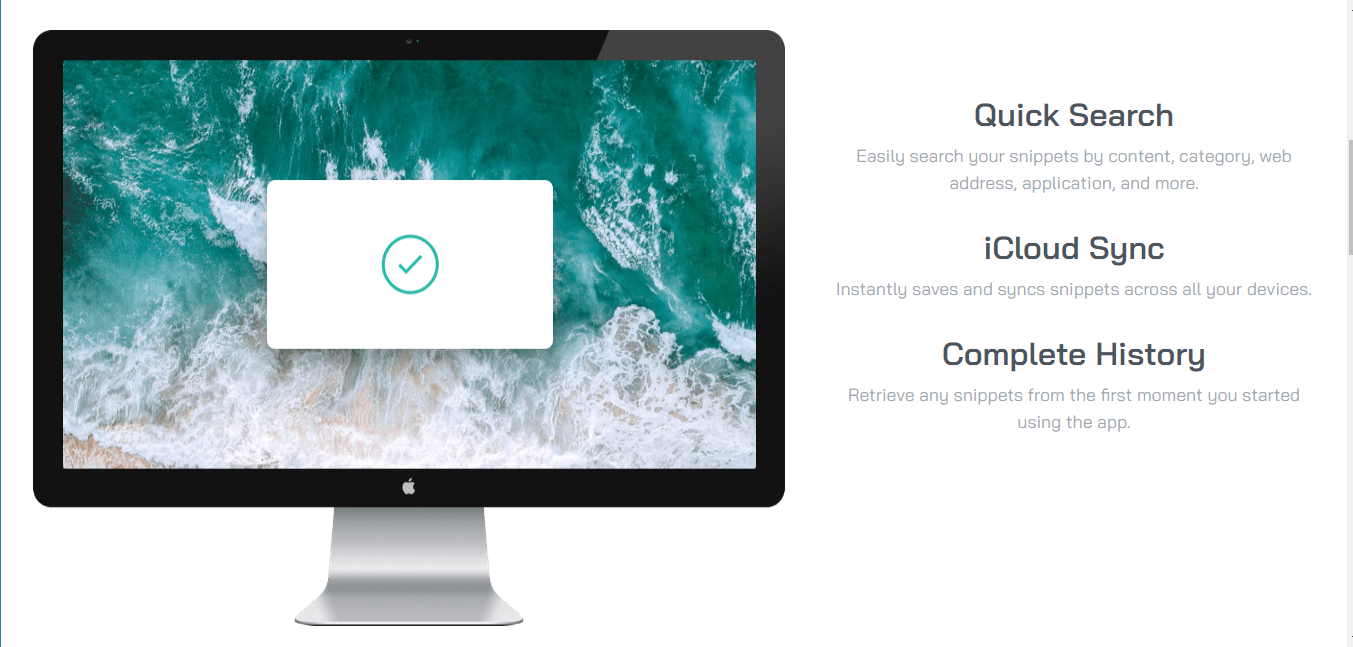 Quick Search
Easily search your snippets by content, category, web
address, application, and more.
iCloud Sync
Instantly saves and syncs snippets across all your devices.
Complete History
Retrieve any snippets from the first moment you started
using the app.